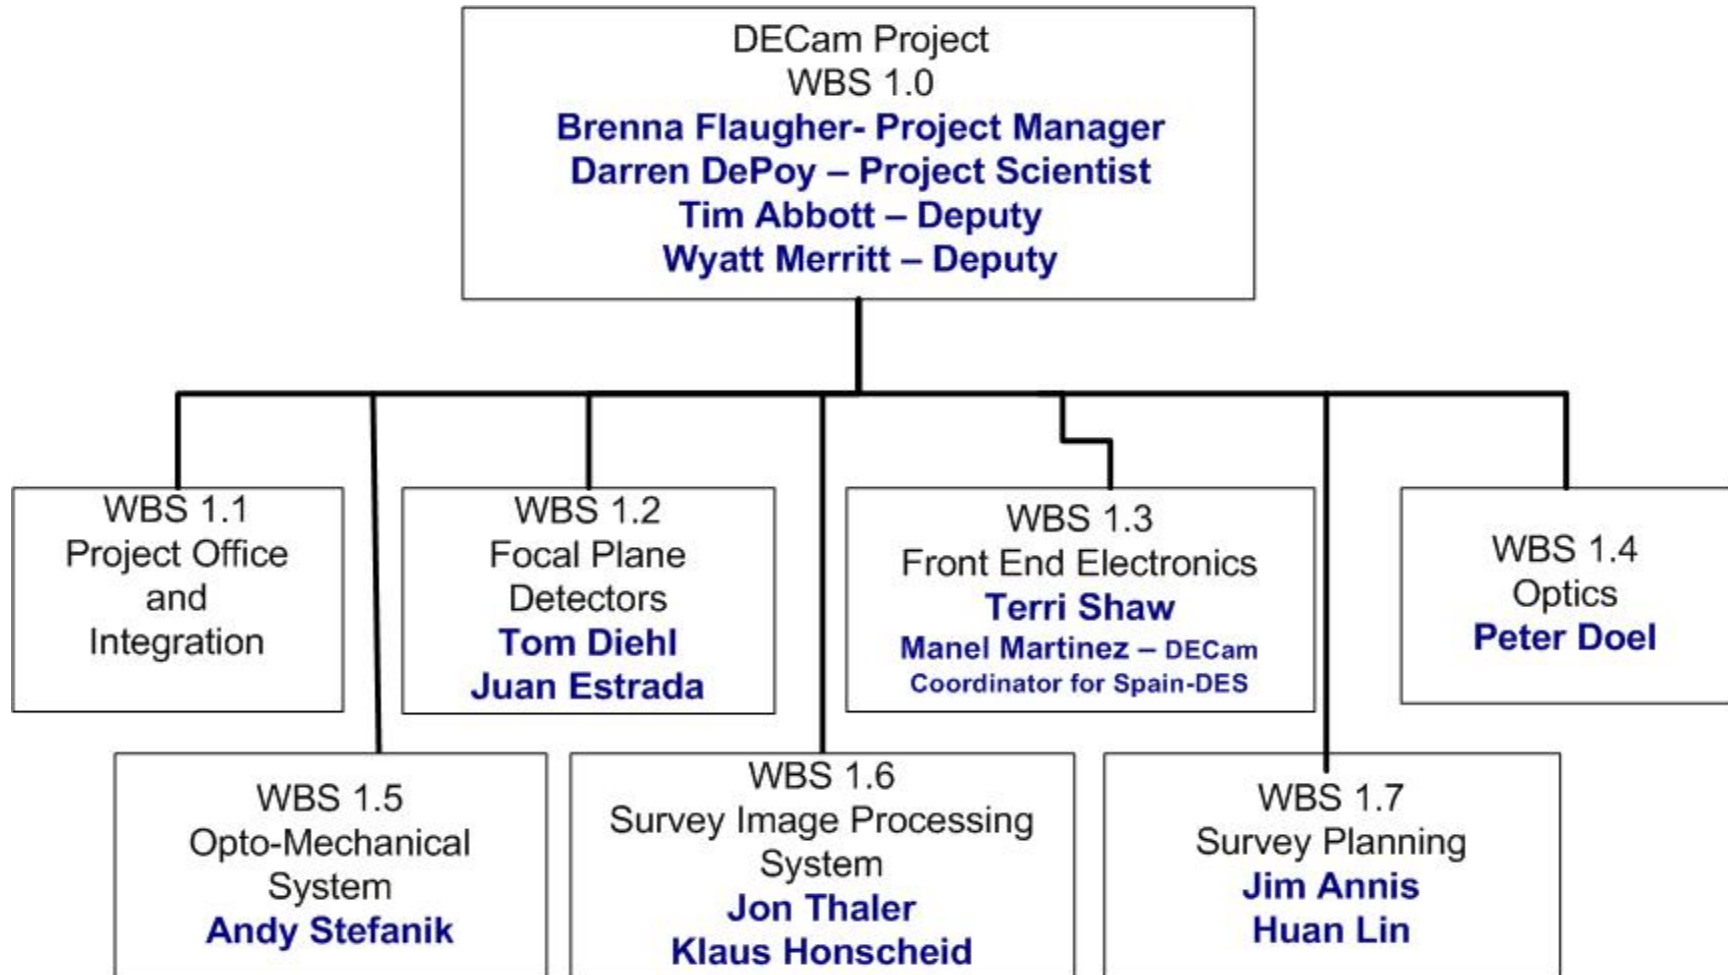 DECam Project
WBS 1.0
Brenna Flaugher- Project Manager
Darren DePoy – Project Scientist
Tim Abbott – Deputy
Wyatt Merritt – Deputy
WBS 1.1
Project Office
and
Integration
WBS 1.2
Focal Plane
Detectors
Tom Diehl
Juan Estrada
WBS 1.3
Front End Electronics
Terri Shaw
Manel Martinez – DECam
Coordinator for Spain-DES
WBS 1.4
Optics
Peter Doel
WBS 1.5
Opto-Mechanical
System
Andy Stefanik
WBS 1.6
Survey Image Processing
System
Jon Thaler
Klaus Honscheid
WBS 1.7
Survey Planning
Jim Annis
Huan Lin